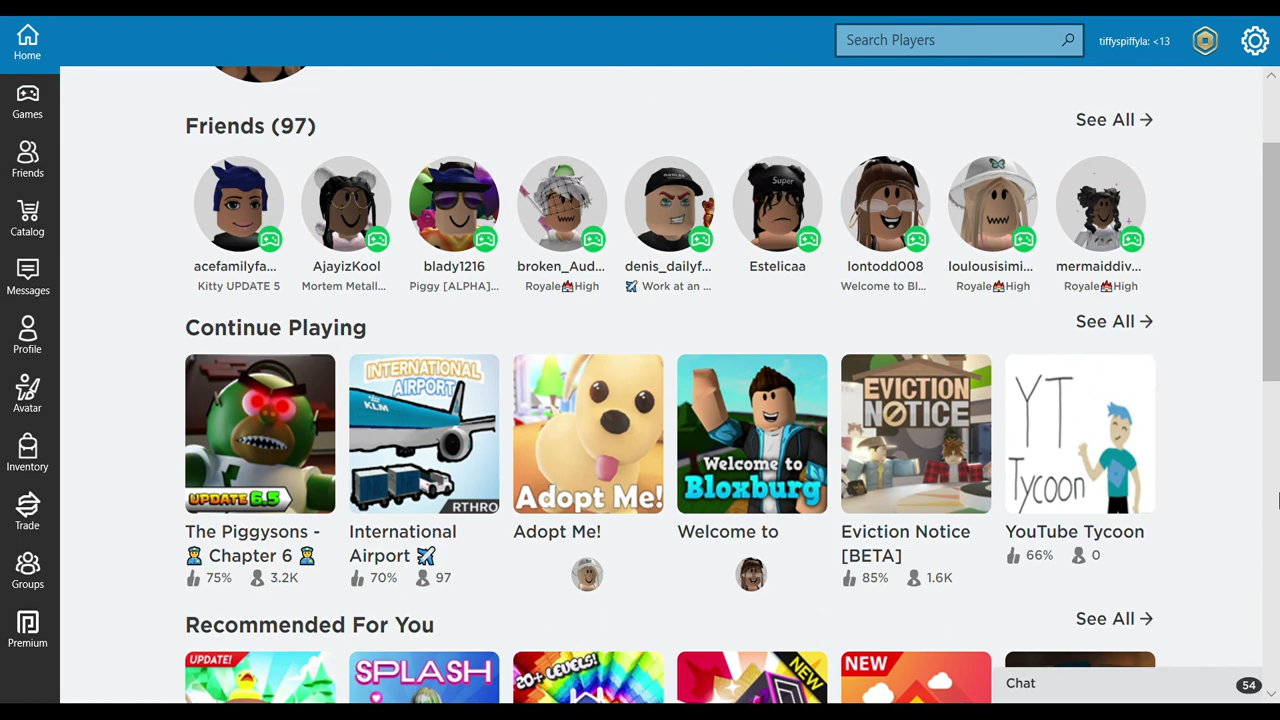 Home
Search Players
tiffyspiffyla: <13
Games
Friends
Catalog
Messages
Profile
Avatar
Inventory
Trade
Groups
Premium
Friends (97)
See All
acefamilyfa...
Kitty UPDATE 5
AjayizKool
Mortem Metall...
blady1216
Piggy [ALPHA]...
broken_Aud...
Royale🏰High
denis_dailyf...
✈️ Work at an ...
Super
Estelicaa
lontodd008
Welcome to Bl...
loulousisimi...
Royale🏰High
mermaiddiv...
Royale🏰High
Continue Playing
See All
UPDATE 6.5
The Piggysons -
👮 Chapter 6 👮
75% 3.2K
INTERNATIONAL
AIRPORT
KLM
RTHRO
International
Airport ✈️
70% 97
Adopt Me!
Adopt Me!
Welcome to
Bloxburg
Welcome to
EVICTION
NOTICE
Eviction Notice
[BETA]
85% 1.6K
YT
Tycoon
YouTube Tycoon
66% 0
Recommended For You
See All
UPDATE!
SPLASH
20+ LEVELS!
NEW
NEW
Chat
54